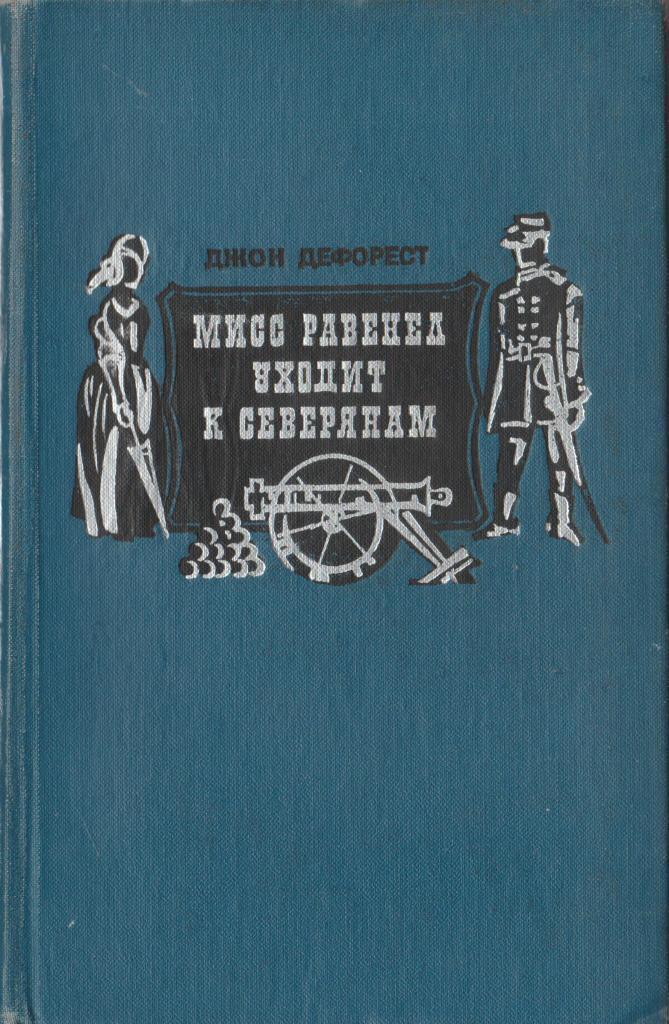 ДЖОН ДЕФОРЕСТ
МИСС РАВЕНЕЛ
УХОДИТ
К СЕВЕРЯНАМ